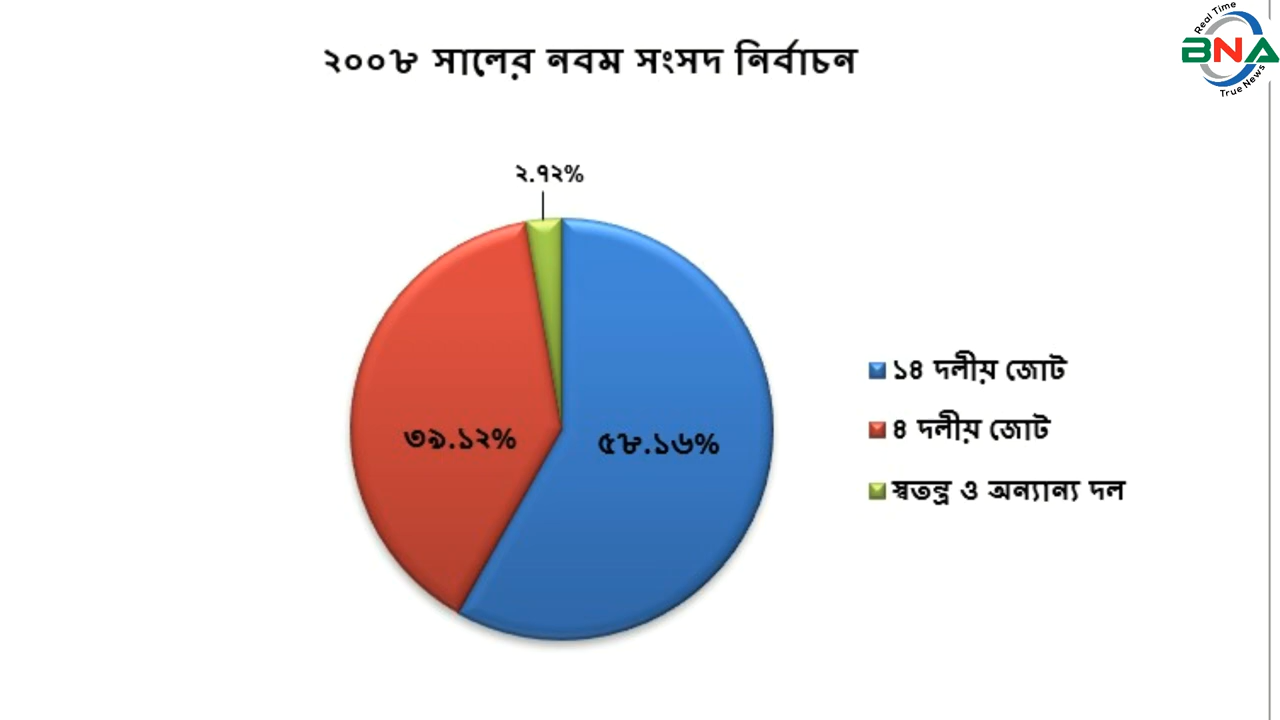 Real Time
BNA
True News
২০০৮ সালের নবম সংসদ নির্বাচন
২.৭২%
৩৯.১২%
৫৮.১৬%
১৪ দলীয় জোট
৪ দলীয় জোট
স্বতন্ত্র ও অন্যান্য দল